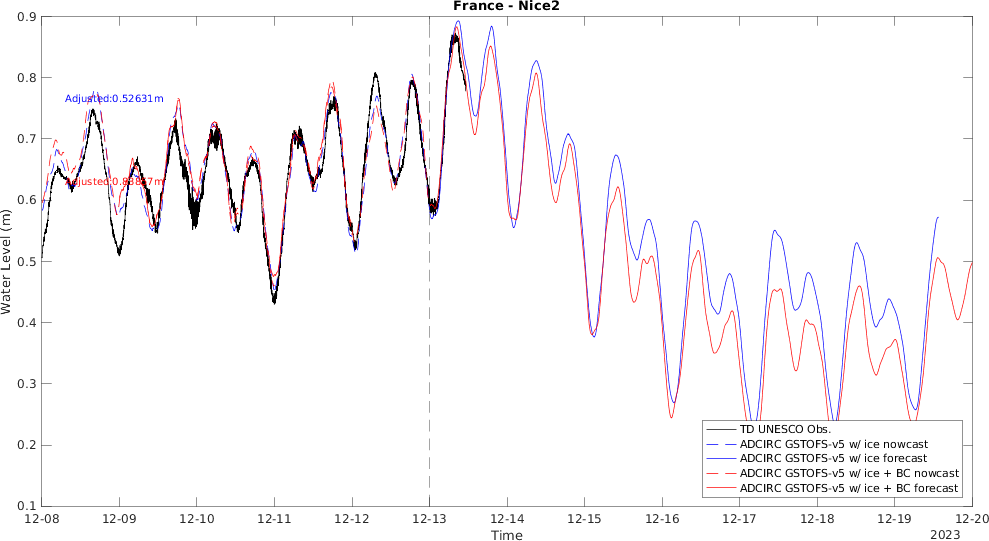 France - Nice2
0.9
0.8
0.7
0.6
0.5
0.4
0.3
0.2
0.1
Water Level (m)
Adjusted:0.52631m
TD UNESCO Obs.
ADCIRC GSTOFS-v5 w/ ice nowcast
ADCIRC GSTOFS-v5 w/ ice forecast
ADCIRC GSTOFS-v5 w/ ice + BC nowcast
ADCIRC GSTOFS-v5 w/ ice + BC forecast
12-08 12-09 12-10 12-11 12-12 12-13 12-14 12-15 12-16 12-17 12-18 12-19 12-20
Time
2023